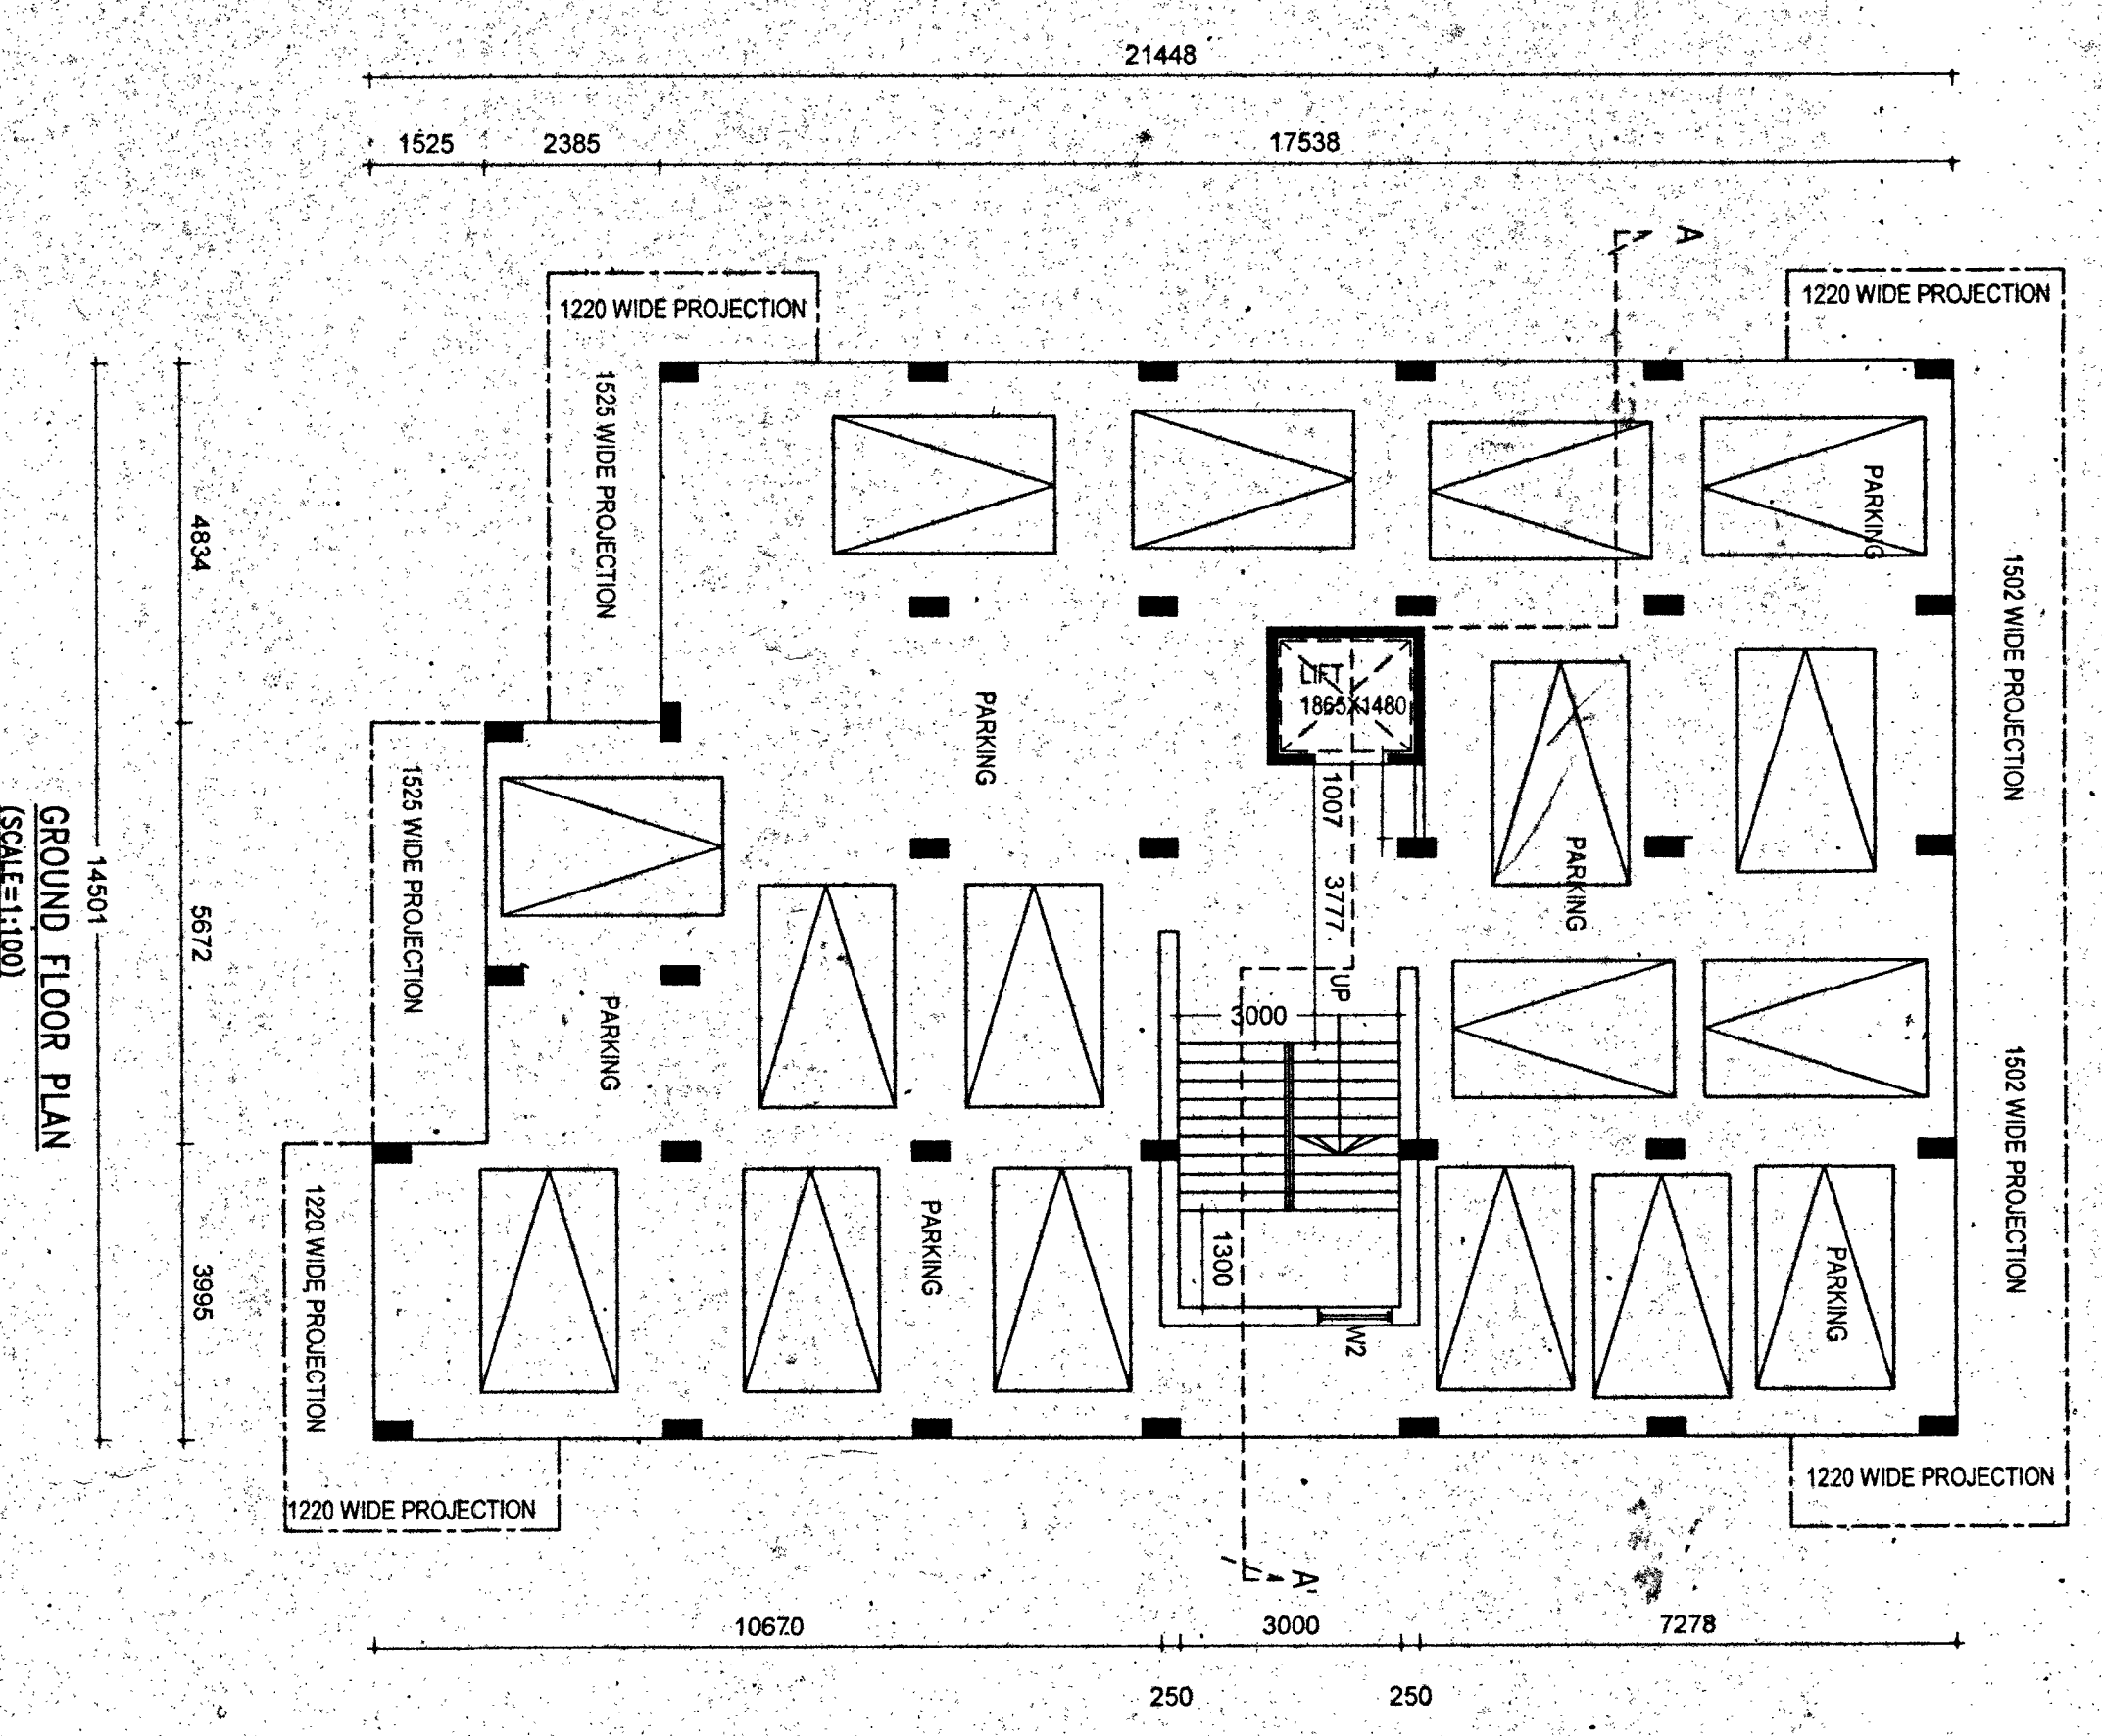 21448
1525
2385
17538
A
1220 WIDE PROJECTION
1220 WIDE PROJECTION
1525 WIDE PROJECTION
PARKING
1502 WIDE PROJECTION
4834
LIFT
1865X1480
PARKING
1007
3777
PARKING
1525 WIDE PROJECTION
14501
5672
GROUND FLOOR PLAN
(SCALE=1:100)
UP
3000
PARKING
1502 WIDE PROJECTION
PARKING
1300
PARKING
3995
1220 WIDE PROJECTION
W2
1220 WIDE PROJECTION
1220 WIDE PROJECTION
A'
10670
3000
7278
250
250